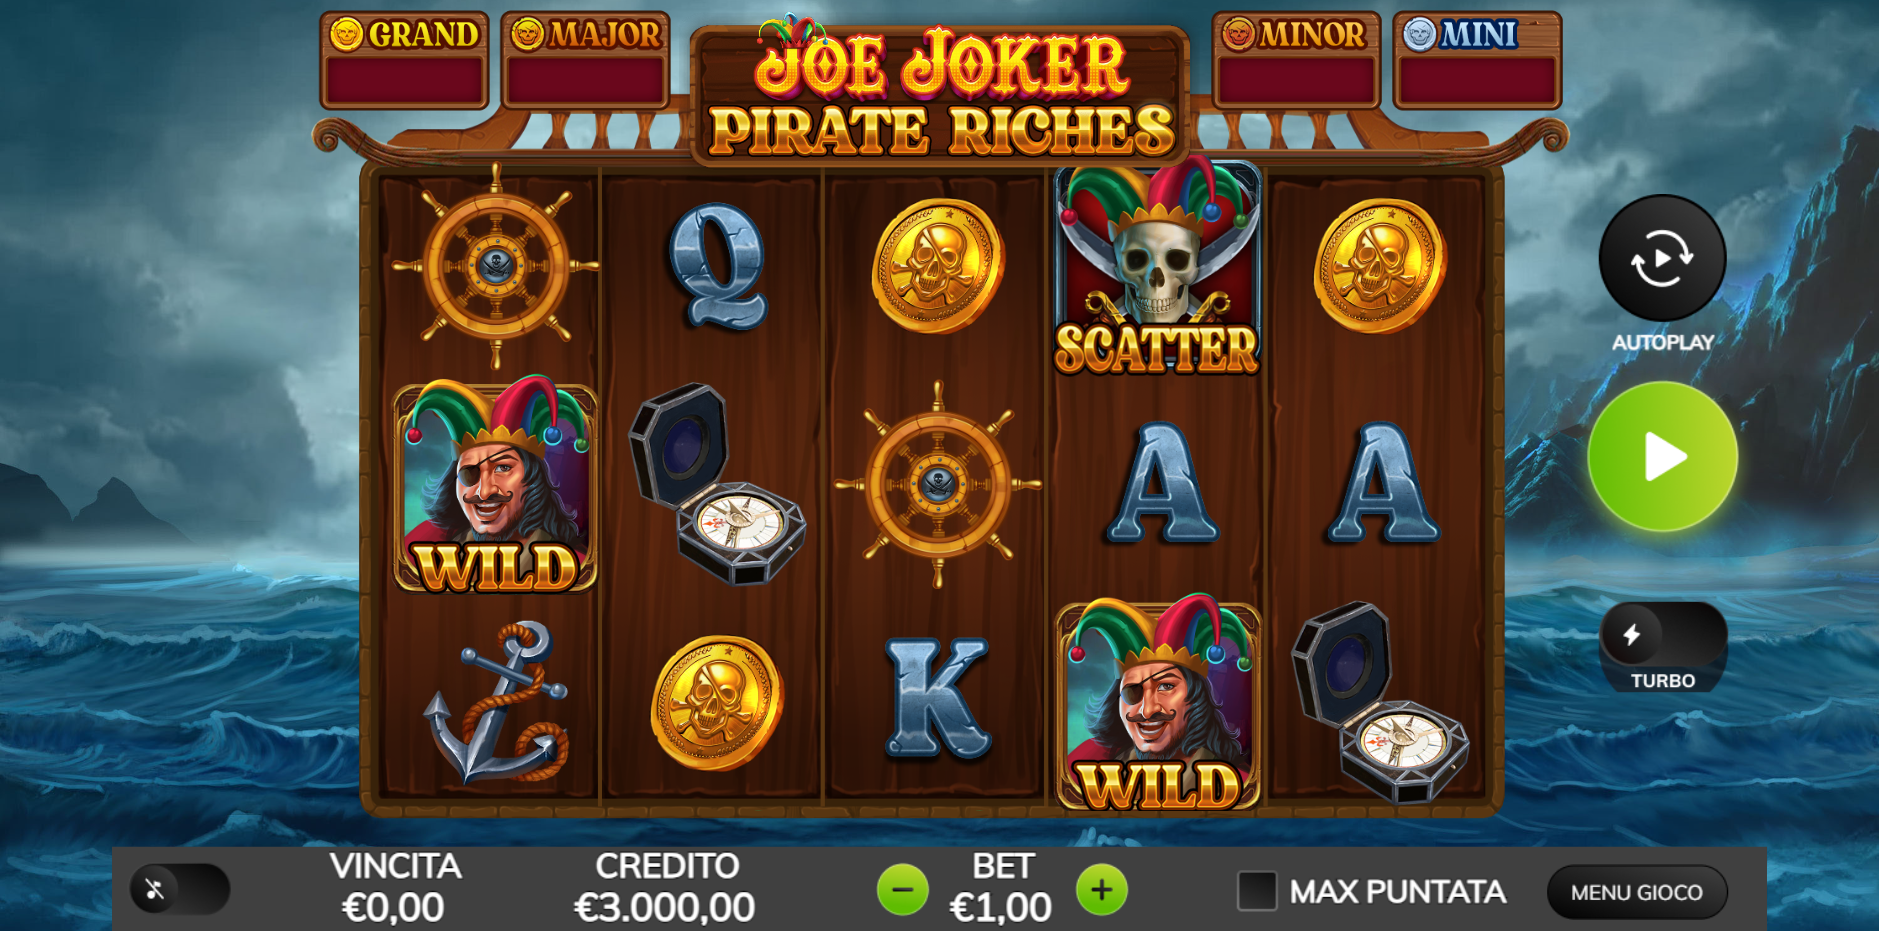 GRAND
MAJOR
JOE JOKER
PIRATE RICHES
MINOR
MINI
Q
SCATTER
AUTOPLAY
WILD
A
A
K
WILD
TURBO
VINCITA
€0,00
CREDITO
€3.000,00
BET
€1,00
MAX PUNTATA
MENU GIOCO